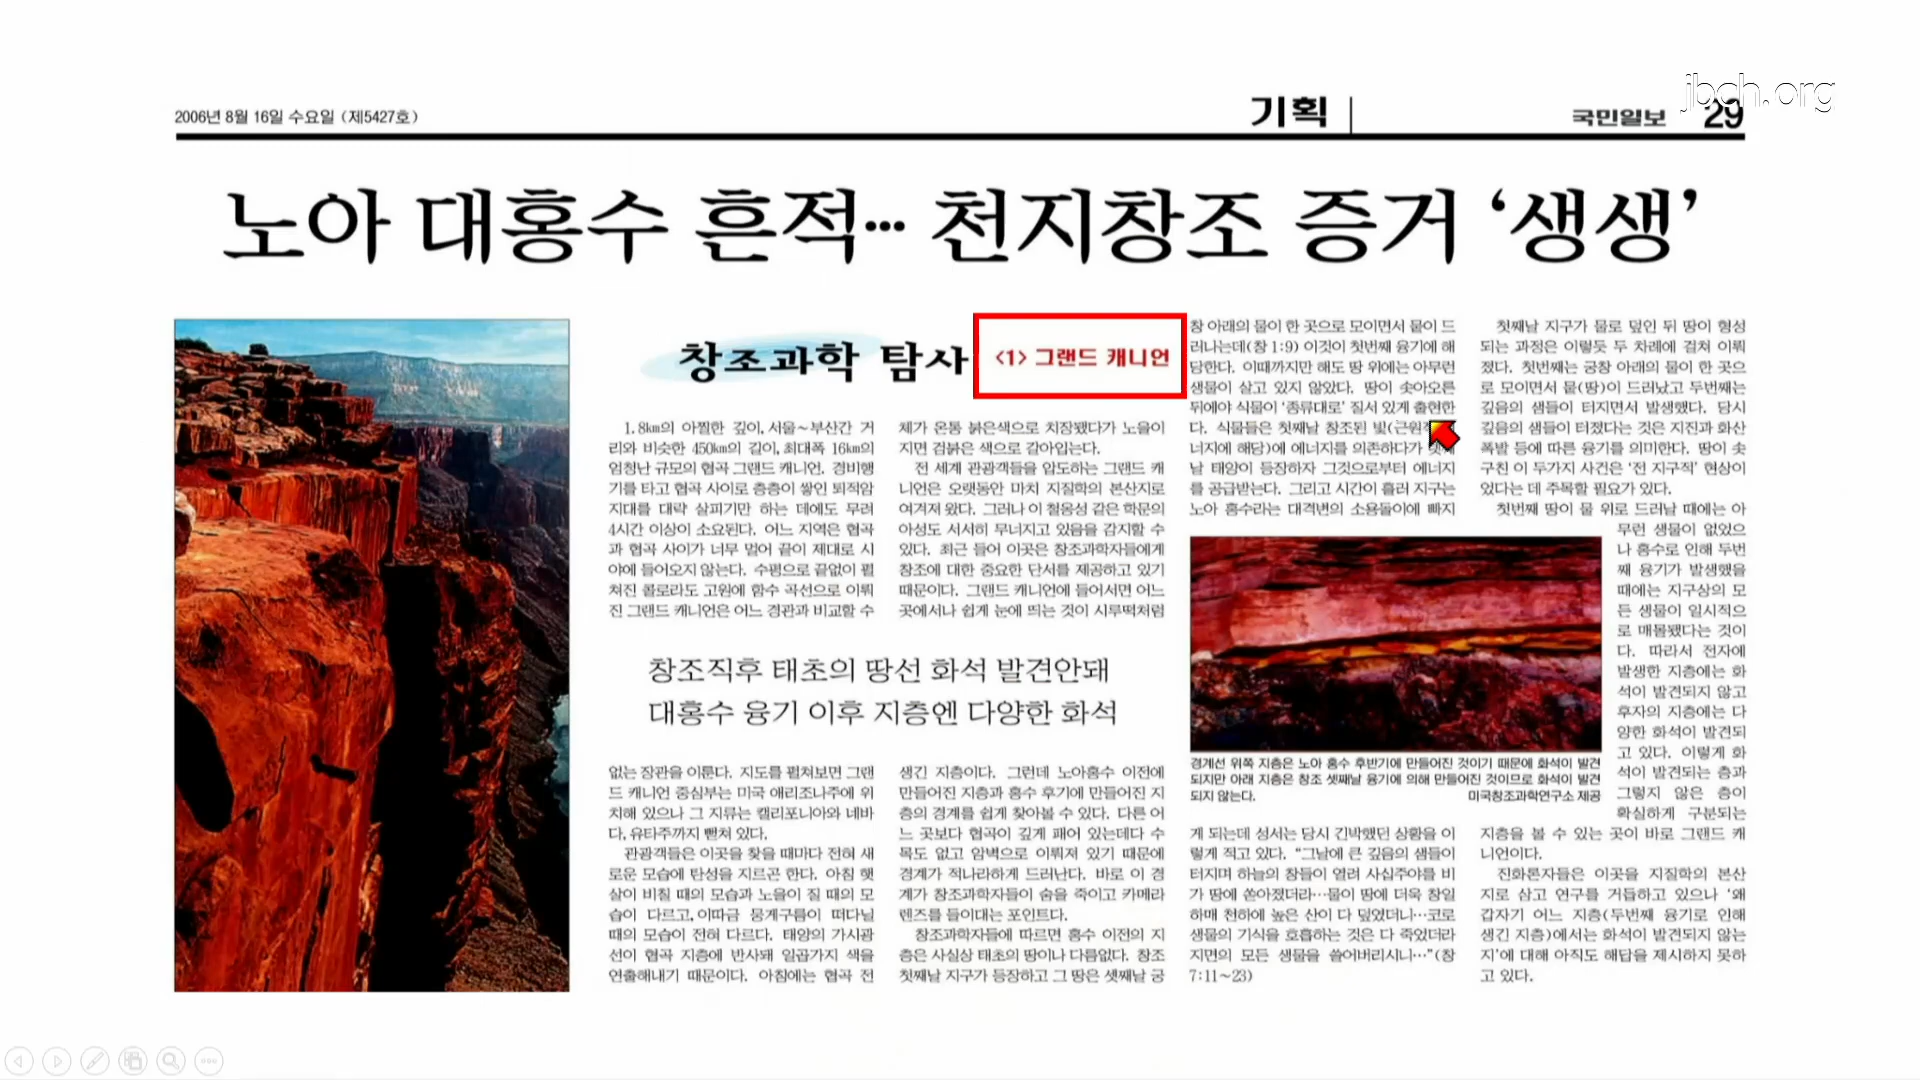 jbch.org
2006년 8월 16일 수요일 (제5427호)
기획
국민일보 29
노아 대홍수 흔적… 천지창조 증거 ‘생생’
창조과학 탐사
<1> 그랜드 캐니언
1.8㎞의 아찔한 깊이, 서울~부산간 거
리와 비슷한 450㎞의 길이, 최대폭 16㎞의
엄청난 규모의 협곡 그랜드 캐니언. 경비행
기를 타고 협곡 사이로 층층이 쌓인 퇴적암
지대를 대략 살피기만 하는 데에도 무려
4시간 이상이 소요된다. 어느 지역은 협곡
과 협곡 사이가 너무 멀어 끝이 제대로 시
야에 들어오지 않는다. 수평으로 끝없이 펼
쳐진 콜로라도 고원에 함수 곡선으로 이뤄
진 그랜드 캐니언은 어느 경관과 비교할 수
체가 온통 붉은색으로 치장됐다가 노을이
지면 검붉은 색으로 갈아입는다.
전 세계 관광객들을 압도하는 그랜드 캐
니언은 오랫동안 마치 지질학의 본산지로
여겨져 왔다. 그러나 이 철옹성 같은 학문의
아성도 서서히 무너지고 있음을 감지할 수
있다. 최근 들어 이곳은 창조과학자들에게
창조에 대한 중요한 단서를 제공하고 있기
때문이다. 그랜드 캐니언에 들어서면 어느
곳에서나 쉽게 눈에 띄는 것이 시루떡처럼
창조직후 태초의 땅선 화석 발견안돼
대홍수 융기 이후 지층엔 다양한 화석
없는 장관을 이룬다. 지도를 펼쳐보면 그랜
드 캐니언 중심부는 미국 애리조나주에 위
치해 있으나 그 지류는 캘리포니아와 네바
다, 유타주까지 뻗쳐 있다.
관광객들은 이곳을 찾을 때마다 전혀 새
로운 모습에 탄성을 지르곤 한다. 아침 햇
살이 비칠 때의 모습과 노을이 질 때의 모
습이 다르고, 이따금 뭉게구름이 떠다닐
때의 모습이 전혀 다르다. 태양의 가시광
선이 협곡 지층에 반사돼 일곱가지 색을
연출해내기 때문이다. 아침에는 협곡 전
생긴 지층이다. 그런데 노아홍수 이전에
만들어진 지층과 홍수 후기에 만들어진 지
층의 경계를 쉽게 찾아볼 수 있다. 다른 어
느 곳보다 협곡이 깊게 패어 있는데다 수
목도 없고 암벽으로 이뤄져 있기 때문에
경계가 적나라하게 드러난다. 바로 이 경
계가 창조과학자들이 숨을 죽이고 카메라
렌즈를 들이대는 포인트다.
창조과학자들에 따르면 홍수 이전의 지
층은 사실상 태초의 땅이나 다름없다. 창조
첫째날 지구가 등장하고 그 땅은 셋째날 궁
창 아래의 물이 한 곳으로 모이면서 뭍이 드
러나는데(창 1:9) 이것이 첫번째 융기에 해
당한다. 이때까지만 해도 땅 위에는 아무런
생물이 살고 있지 않았다. 땅이 솟아오른
뒤에야 식물이 ‘종류대로’ 질서 있게 출현한
다. 식물들은 첫째날 창조된 빛(근원적
너지에 해당)에 에너지를 의존하다가
날 태양이 등장하자 그것으로부터 에너지
를 공급받는다. 그리고 시간이 흘러 지구는
노아 홍수라는 대격변의 소용돌이에 빠지
경계선 위쪽 지층은 노아 홍수 후반기에 만들어진 것이기 때문에 화석이 발견
되지만 아래 지층은 창조 셋째날 융기에 의해 만들어진 것이므로 화석이 발견
되지 않는다. 미국창조과학연구소 제공
게 되는데 성서는 당시 긴박했던 상황을 이
렇게 적고 있다. “그날에 큰 깊음의 샘들이
터지며 하늘의 창들이 열려 사십주야를 비
가 땅에 쏟아졌더라…물이 땅에 더욱 창일
하매 천하에 높은 산이 다 덮였더니…코로
생물의 기식을 호흡하는 것은 다 죽었더라
지면의 모든 생물을 쓸어버리시니…”(창
7:11~23)
첫째날 지구가 물로 덮인 뒤 땅이 형성
되는 과정은 이렇듯 두 차례에 걸쳐 이뤄
졌다. 첫번째는 궁창 아래의 물이 한 곳으
로 모이면서 뭍(땅)이 드러났고 두번째는
깊음의 샘들이 터지면서 발생했다. 당시
깊음의 샘들이 터졌다는 것은 지진과 화산
폭발 등에 따른 융기를 의미한다. 땅이 솟
구친 이 두가지 사건은 ‘전 지구적’ 현상이
었다는 데 주목할 필요가 있다.
첫번째 땅이 물 위로 드러날 때에는 아
무런 생물이 없었으
나 홍수로 인해 두번
째 융기가 발생했을
때에는 지구상의 모
든 생물이 일시적으
로 매몰됐다는 것이
다. 따라서 전자에
발생한 지층에는 화
석이 발견되지 않고
후자의 지층에는 다
양한 화석이 발견되
고 있다. 이렇게 화
석이 발견되는 층과
그렇지 않은 층이
확실하게 구분되는
지층을 볼 수 있는 곳이 바로 그랜드 캐
니언이다.
진화론자들은 이곳을 지질학의 본산
지로 삼고 연구를 거듭하고 있으나 ‘왜
갑자기 어느 지층(두번째 융기로 인해
생긴 지층)에서는 화석이 발견되지 않는
지’에 대해 아직도 해답을 제시하지 못하
고 있다.